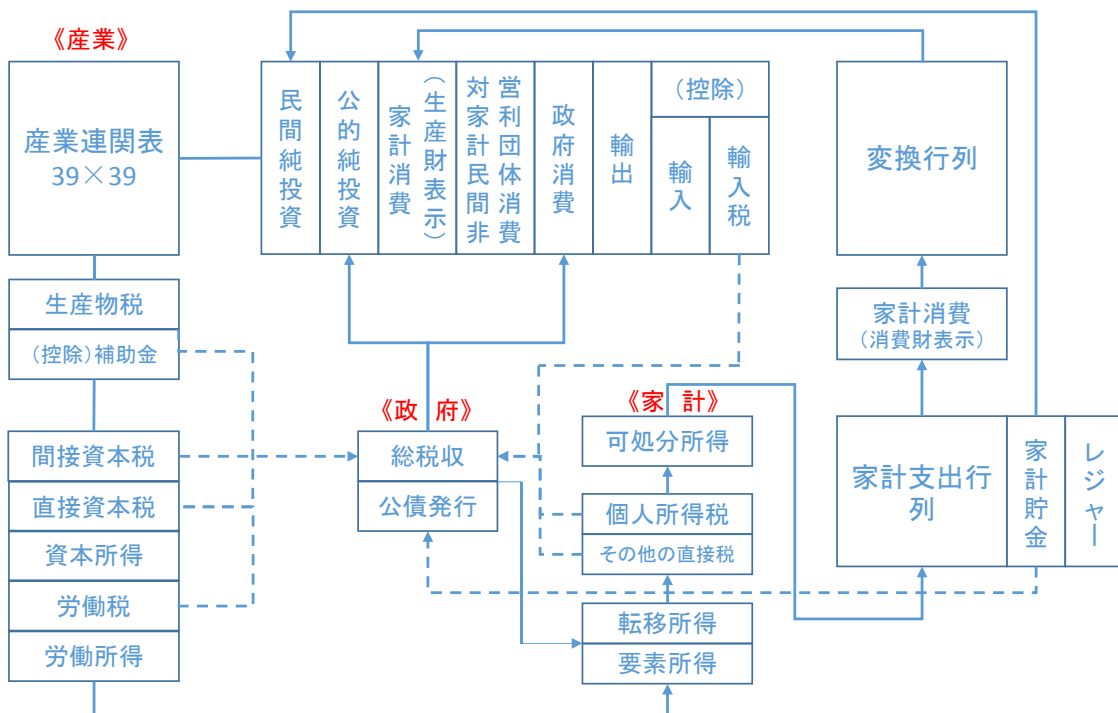 《産業》
産業連関表
39×39
民間純投資
公的純投資
家計消費
(生産財表示)
対家計民間非
営利団体消費
政府消費
輸出
(控除)
輸入
輸入税
変換行列
生産物税
(控除)補助金
家計消費
(消費財表示)
《政 府》
《家 計》
間接資本税
直接資本税
資本所得
労働税
労働所得
総税収
公債発行
可処分所得
個人所得税
その他の直接税
転移所得
要素所得
家計支出行
列
家計貯金
レジャー